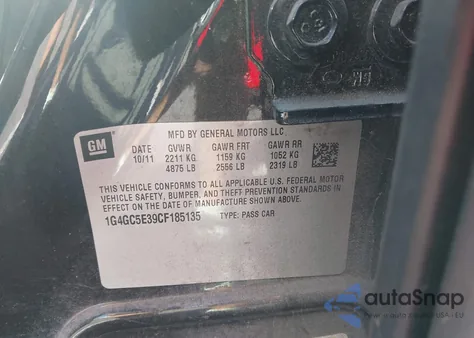 GM
MFD BY GENERAL MOTORS LLC
DATE GVWR GAWR FRT GAWR RR
10/11 2211 KG 1159 KG 1052 KG
4875 LB 2556 LB 2319 LB
THIS VEHICLE CONFORMS TO ALL APPLICABLE U.S. FEDERAL MOTOR
VEHICLE SAFETY, BUMPER, AND THEFT PREVENTION STANDARDS IN
EFFECT ON THE DATE OF MANUFACTURE SHOWN ABOVE.
1G4GC5E39CF185135 TYPE: PASS CAR
autoSnap